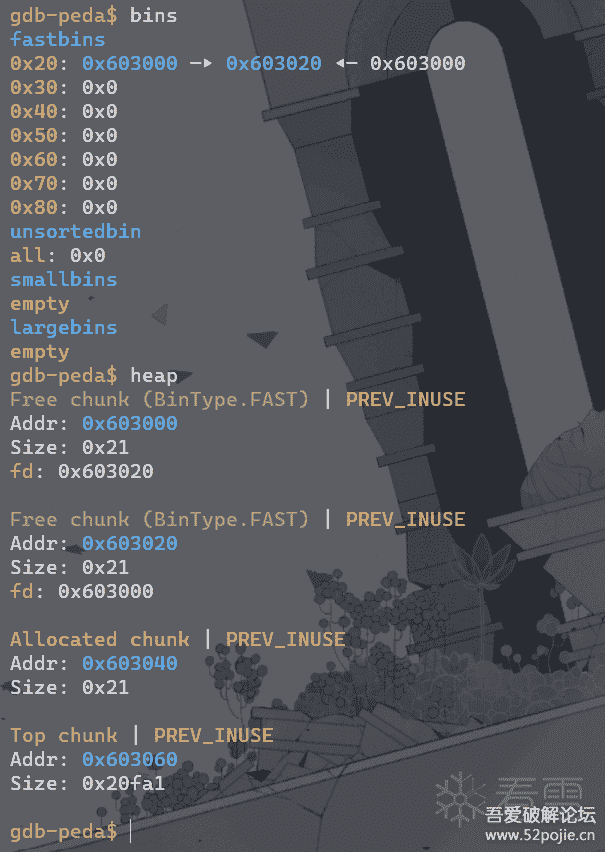 gdb-peda$ bins
fastbins
0x20: 0x603000 —▸ 0x603020 ◂— 0x603000
0x30: 0x0
0x40: 0x0
0x50: 0x0
0x60: 0x0
0x70: 0x0
0x80: 0x0
unsortedbin
all: 0x0
smallbins
empty
largebins
empty
gdb-peda$ heap
Free chunk (BinType.FAST) | PREV_INUSE
Addr: 0x603000
Size: 0x21
fd: 0x603020
Free chunk (BinType.FAST) | PREV_INUSE
Addr: 0x603020
Size: 0x21
fd: 0x603000
Allocated chunk | PREV_INUSE
Addr: 0x603040
Size: 0x21
Top chunk | PREV_INUSE
Addr: 0x603060
Size: 0x20fa1
gdb-peda$
看雪
吾爱破解论坛
www.52pojie.cn